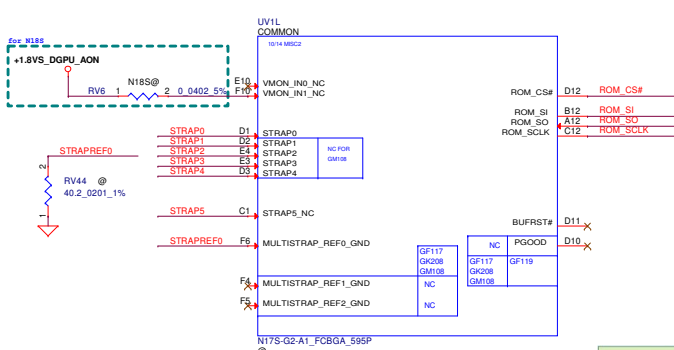 UV1L
COMMON
for N18S
10/14 MISC2
+1.8VS_DGPU_AON
N18S@
RV6 1 2 0_0402_5%
E10 VMON_IN0_NC
F10 VMON_IN1_NC
ROM_CS# D12 ROM_CS#
ROM_SI B12 ROM_SI
ROM_SO A12 ROM_SO
ROM_SCLK C12 ROM_SCLK
STRAP0 D1 STRAP0
STRAP1 D2 STRAP1
STRAP2 E4 STRAP2
STRAP3 E3 STRAP3
STRAP4 D3 STRAP4
NC FOR
GM108
STRAPREF0
2
RV44 @
40.2_0201_1%
1
STRAP5 C1 STRAP5_NC
BUFRST# D11
STRAPREF0 F6 MULTISTRAP_REF0_GND
NC PGOOD D10
GF117
GK208
GM108
GF117
GK208
GM108
GF119
F4 MULTISTRAP_REF1_GND NC
F5 MULTISTRAP_REF2_GND NC
N17S-G2-A1_FCBGA_595P